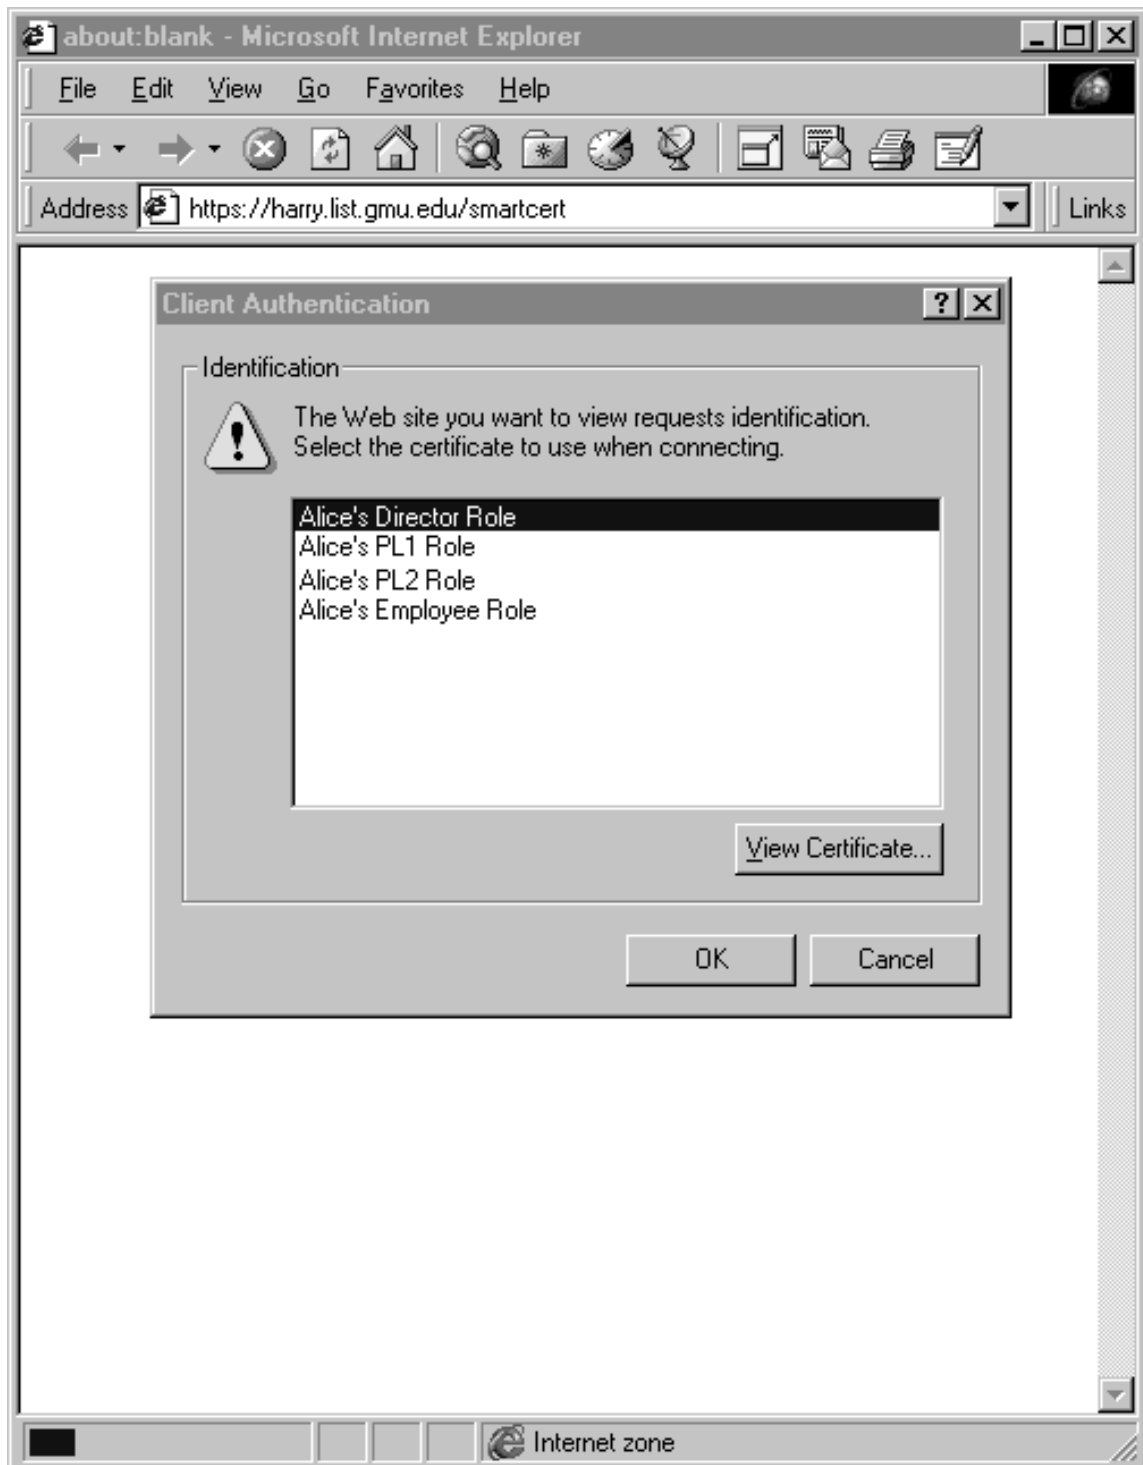 about:blank - Microsoft Internet Explorer
File Edit View Go Favorites Help
Address https://harry.list.gmu.edu/smartcert Links
Client Authentication
Identification
The Web site you want to view requests identification.
Select the certificate to use when connecting.
Alice's Director Role
Alice's PL1 Role
Alice's PL2 Role
Alice's Employee Role
View Certificate...
OK Cancel
Internet zone